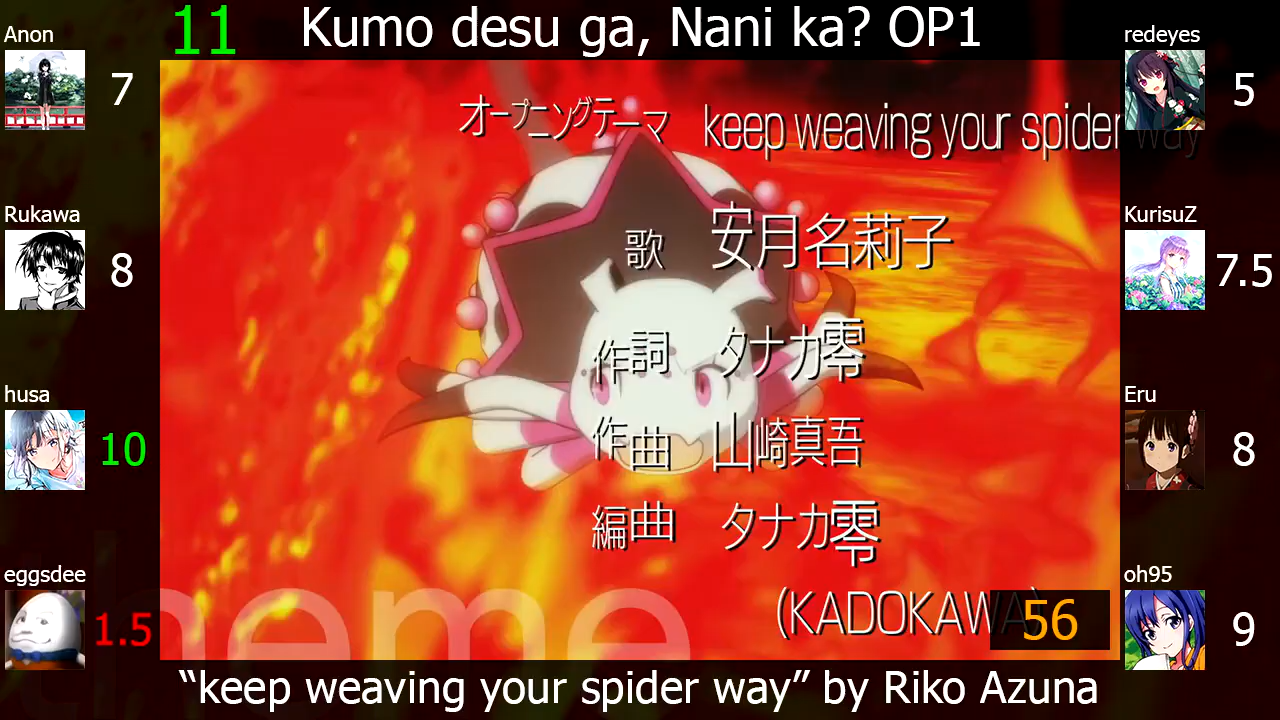 11
Kumo desu ga, Nani ka? OP1
Anon
7
Rukawa
8
husa
10
eggsdee
1.5
オープニングテーマ keep weaving your spider way
歌 安月名莉子
作詞 タナカ零
作曲 山崎真吾
編曲 タナカ零
(KADOKAWA)
heme
56
redeyes
5
KurisuZ
7.5
Eru
8
oh95
9
“keep weaving your spider way” by Riko Azuna